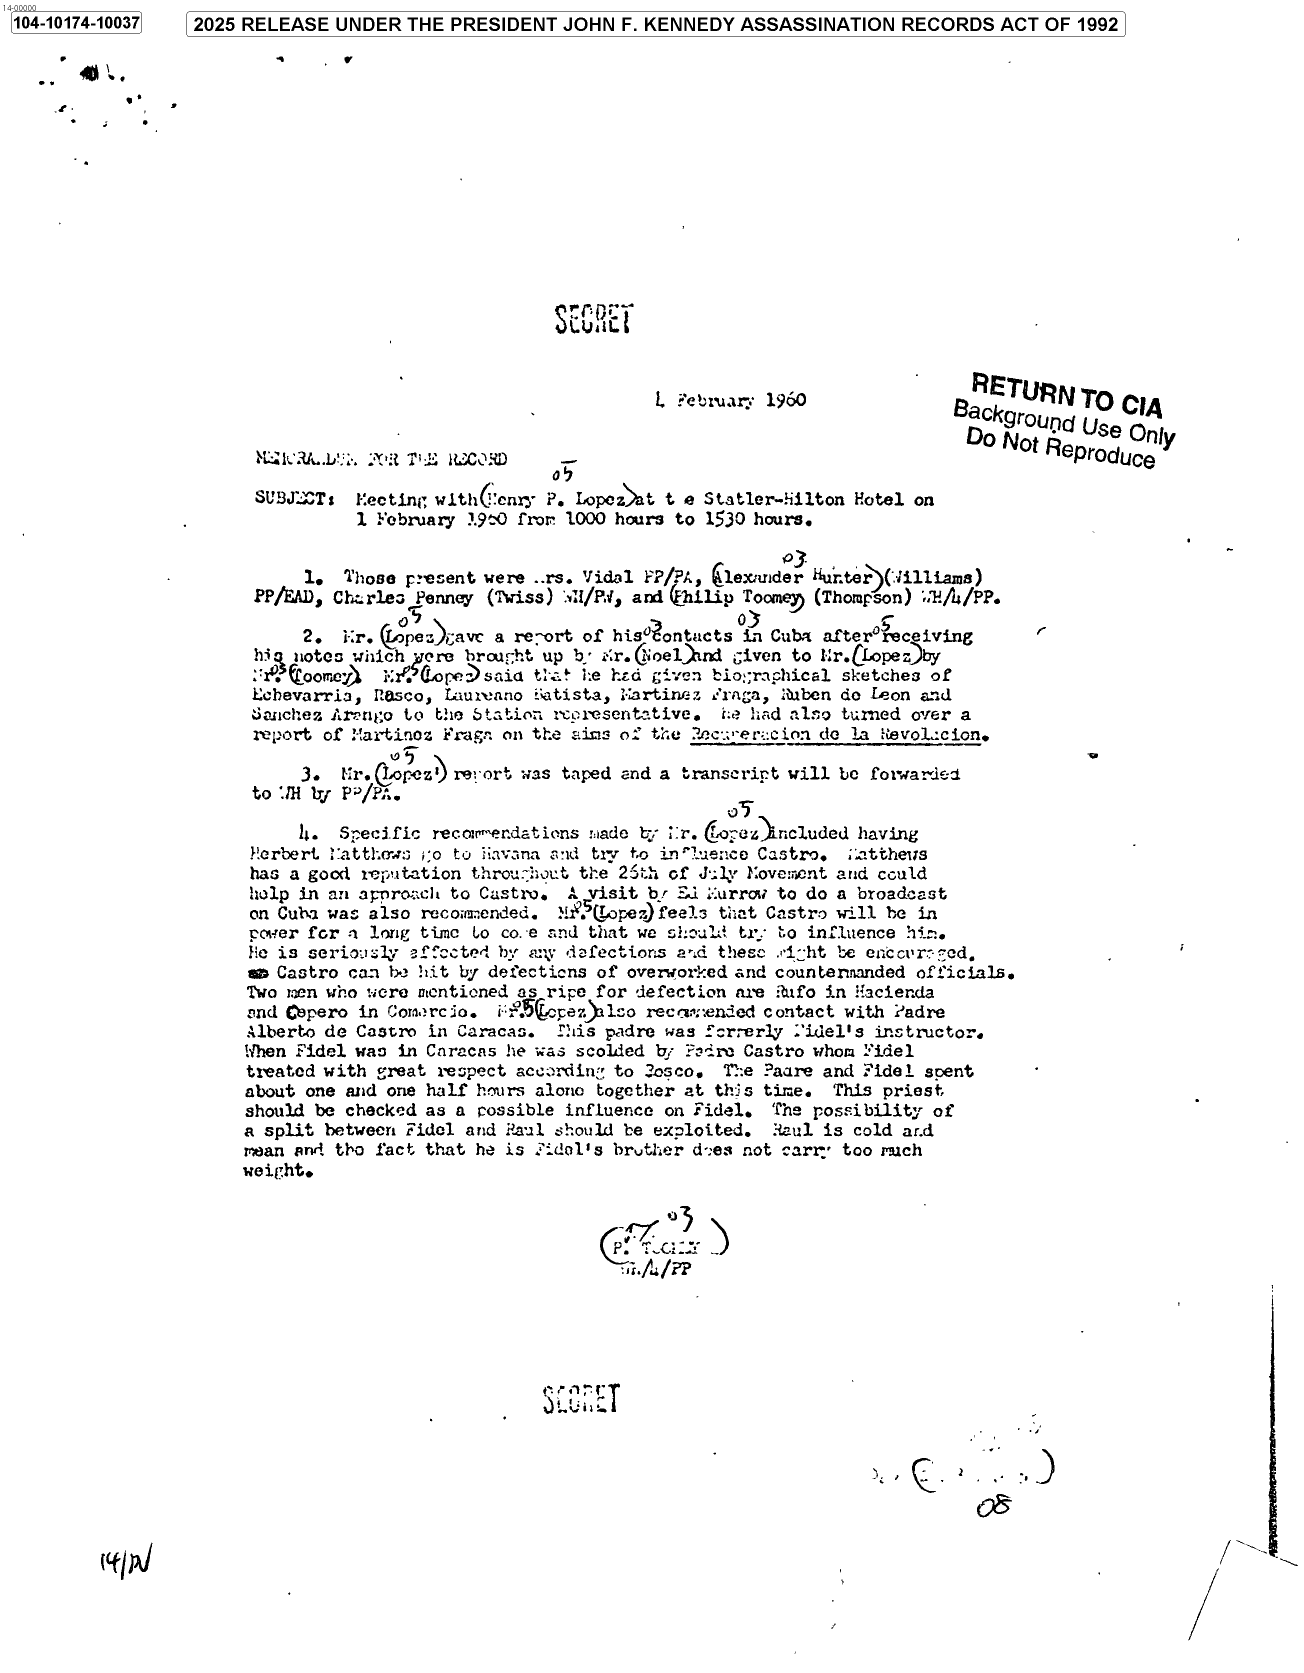 14-00000
104-10174-10037
2025 RELEASE UNDER THE PRESIDENT JOHN F. KENNEDY ASSASSINATION RECORDS ACT OF 1992
SECRET
February 1960
RETURN TO CIA
Background Use Only
Do Not Reproduce
FOR THE RECORD
05
SUBJECT: Meeting with (Henry P. Lopez) at t e Statler-Hilton Hotel on
1 February 1960 from 1000 hours to 1530 hours.
03
1. Those present were ..rs. Vidal PP/PA, (Alexander Hunter) (Williams)
PP/EAD, Charles Penney (Twiss) WH/PW, and (Philip Toomey) (Thompson) WH/4/PP.
05 03 03 05
2. Mr. (Lopez) gave a report of his contacts in Cuba after receiving
his notes which were brought up by Mr. (Noel) and given to Mr. (Lopez) by
Mr. 03 (Toomey). Mr. 05 (Lopez) said that he had given biographical sketches of
Echevarria, Rasco, Laureano Batista, Martinez Fraga, Ruben de Leon and
Sanchez Arango to the Station representative. He had also turned over a
report of Martinez Fraga on the aims of the Recuperacion de la Revolucion.
05
3. Mr. (Lopez') report was taped and a transcript will be forwarded
to WH by PP/PA.
05
4. Specific recommendations made by Mr. (Lopez) included having
Herbert Matthews go to Havana and try to influence Castro. Matthews
has a good reputation throughout the 26th of July Movement and could
help in an approach to Castro. A visit by Ed Murrow to do a broadcast
on Cuba was also recommended. Mr. 05 (Lopez) feels that Castro will be in
power for a long time to co.e and that we should try to influence him.
He is seriously affected by any defections and these might be encouraged.
Castro can be hit by defections of overworked and countermanded officials.
Two men who were mentioned as ripe for defection are Rufo in Hacienda
and Cepero in Comercio. Mr. 05 (Lopez) also recommended contact with Padre
Alberto de Castro in Caracas. This padre was formerly Fidel's instructor.
When Fidel was in Caracas he was scolded by Padre Castro whom Fidel
treated with great respect according to Bosco. The Padre and Fidel spent
about one and one half hours alone together at this time. This priest
should be checked as a possible influence on Fidel. The possibility of
a split between Fidel and Raul should be exploited. Raul is cold and
mean and the fact that he is Fidel's brother does not carry too much
weight.
03
(P. TOOMEY)
WH/4/PP
SECRET
08
14/PV